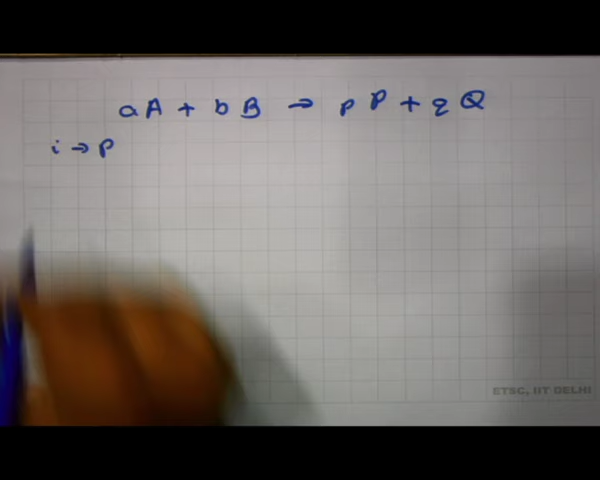 aA + bB → pP + qQ
i → P
ETSC, IIT DELHI